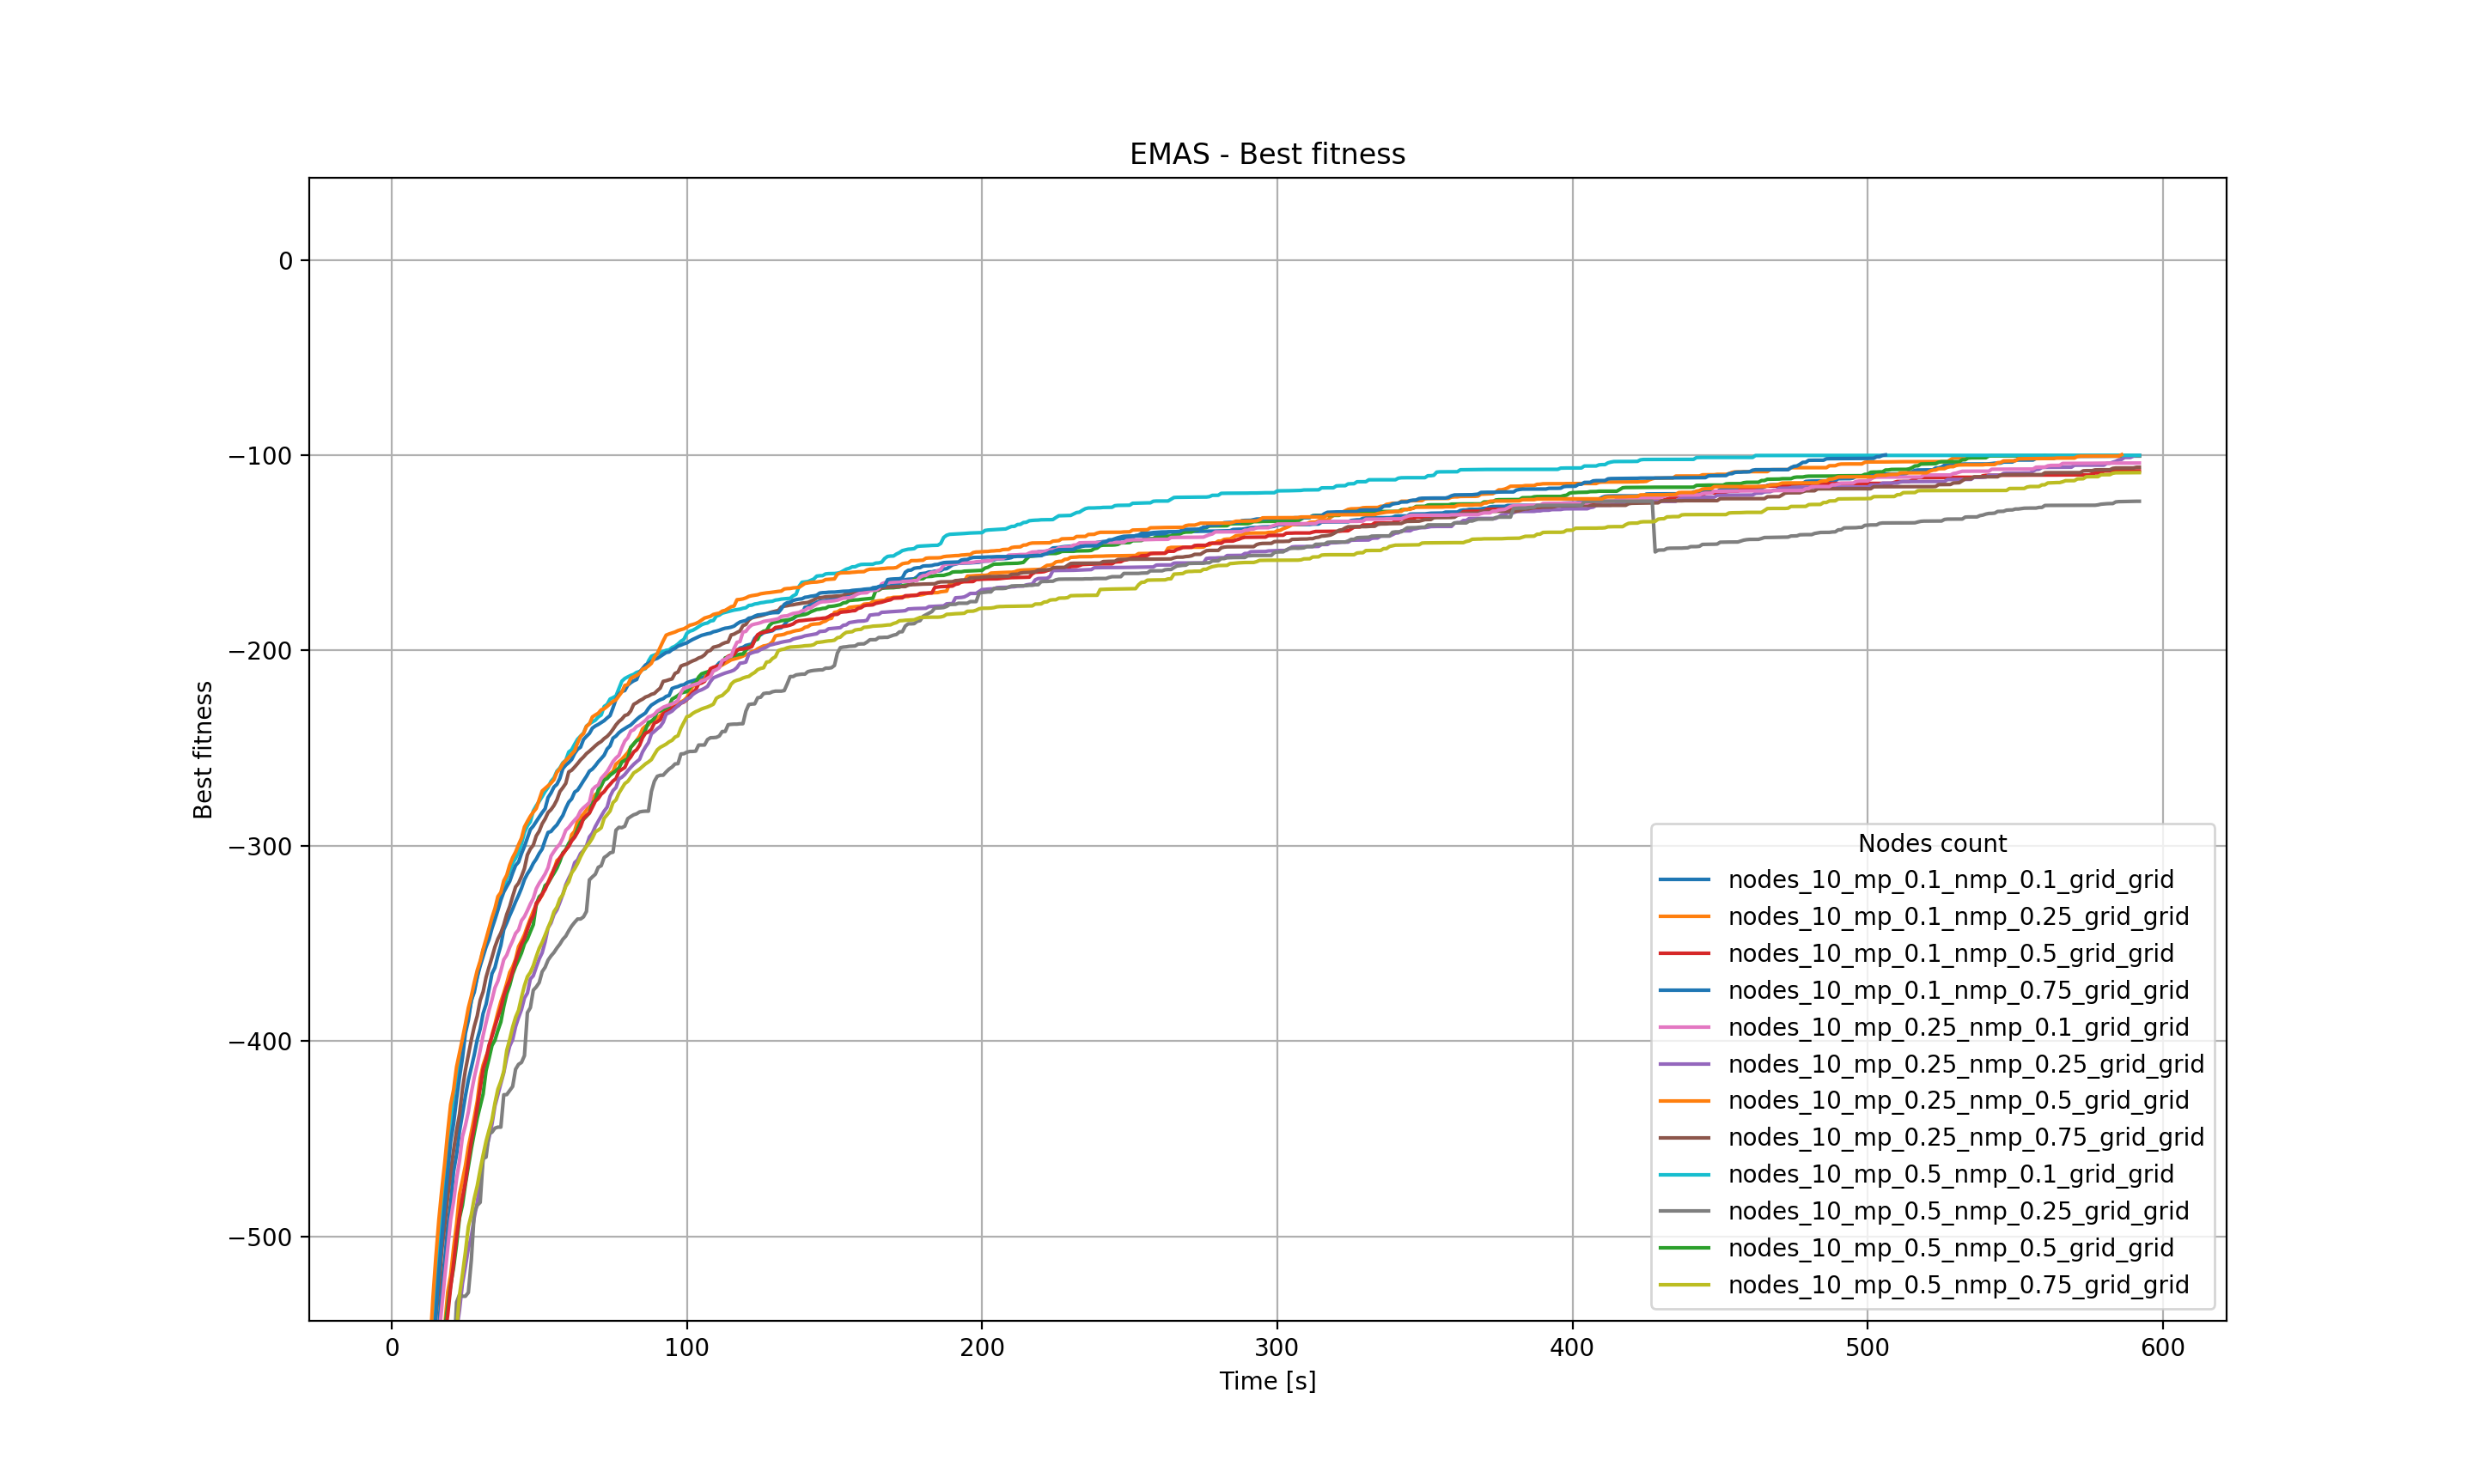 EMAS - Best fitness
Best fitness
0
−100
−200
−300
−400
−500
0 100 200 300 400 500 600
Time [s]
Nodes count
nodes_10_mp_0.1_nmp_0.1_grid_grid
nodes_10_mp_0.1_nmp_0.25_grid_grid
nodes_10_mp_0.1_nmp_0.5_grid_grid
nodes_10_mp_0.1_nmp_0.75_grid_grid
nodes_10_mp_0.25_nmp_0.1_grid_grid
nodes_10_mp_0.25_nmp_0.25_grid_grid
nodes_10_mp_0.25_nmp_0.5_grid_grid
nodes_10_mp_0.25_nmp_0.75_grid_grid
nodes_10_mp_0.5_nmp_0.1_grid_grid
nodes_10_mp_0.5_nmp_0.25_grid_grid
nodes_10_mp_0.5_nmp_0.5_grid_grid
nodes_10_mp_0.5_nmp_0.75_grid_grid